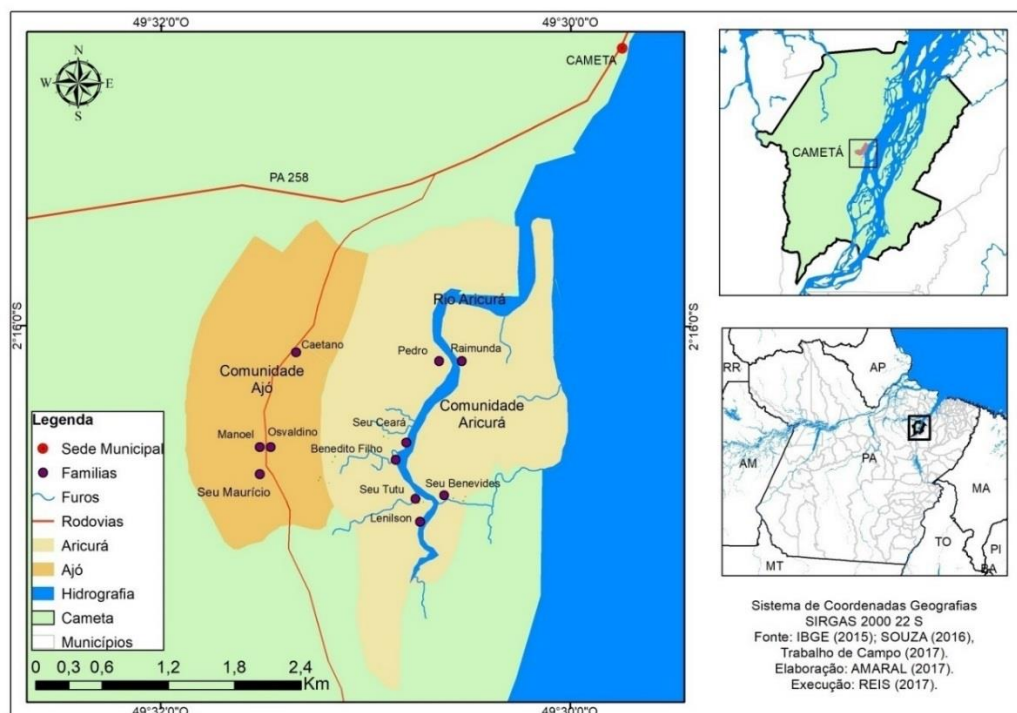 49°32'0"O
49°30'0"O
N
W
E
S
CAMETA
PA 258
2°16'0"S
2°16'0"S
Rio Aricurá
Caetano
Pedro
Raimunda
Comunidade
Ajó
Comunidade
Aricurá
Seu Ceará
Manoel
Osvaldino
Benedito Filho
Seu Maurício
Seu Tutu
Seu Benevides
Lenilson
Legenda
Sede Municipal
Familias
Furos
Rodovias
Aricurá
Ajó
Hidrografia
Cameta
Municípios
0 0,3 0,6 1,2 1,8 2,4
Km
49°32'0"O
49°30'0"O
CAMETÁ
RR
AP
AM
PA
MA
TO
PI
BA
MT
Sistema de Coordenadas Geografias
SIRGAS 2000 22 S
Fonte: IBGE (2015); SOUZA (2016),
Trabalho de Campo (2017).
Elaboração: AMARAL (2017).
Execução: REIS (2017).